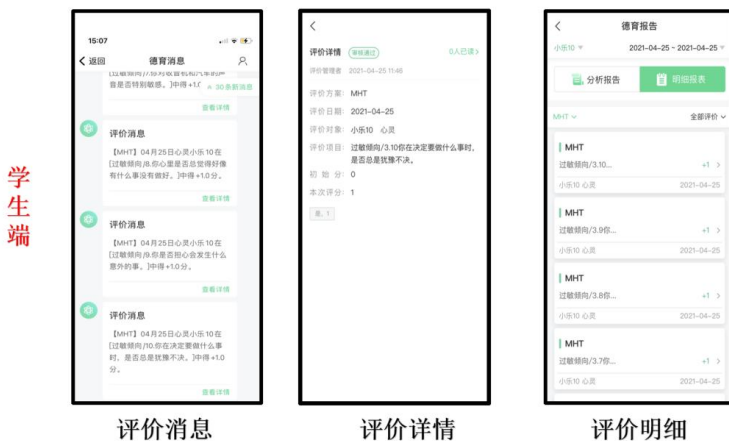 学生端
15:07
返回
德育消息
[过敏倾向/7.你对收音机和汽车的声
音是否特别敏感。]中得+1.0
30条新消息
查看详情
评价消息
【MHT】04月25日心灵小乐10在
[过敏倾向/8.你心里是否总觉得好像
有什么事没有做好。]中得+1.0分。
查看详情
评价消息
【MHT】04月25日心灵小乐10在
[过敏倾向/9.你是否担心会发生什么
意外的事。]中得+1.0分。
查看详情
评价消息
【MHT】04月25日心灵小乐10在
[过敏倾向/10.你在决定要做什么事
时，是否总是犹豫不决。]中得+1.0
分。
查看详情
评价消息
评价详情
审核通过
0人已读>
评价管理者 2021-04-25 11:46
评价方案: MHT
评价日期: 2021-04-25
评价对象: 小乐10 心灵
评价项目: 过敏倾向/3.10你在决定要做什么事时，
是否总是犹豫不决。
初 始 分: 0
本次评分: 1
是, 1
评价详情
德育报告
小乐10
2021-04-25 ~ 2021-04-25
分析报告
明细报表
MHT
全部评价
MHT
过敏倾向/3.10...
+1 >
小乐10 心灵
2021-04-25
MHT
过敏倾向/3.9你...
+1 >
小乐10 心灵
2021-04-25
MHT
过敏倾向/3.8你...
+1 >
小乐10 心灵
2021-04-25
MHT
过敏倾向/3.7你...
+1 >
小乐10 心灵
2021-04-25
评价明细